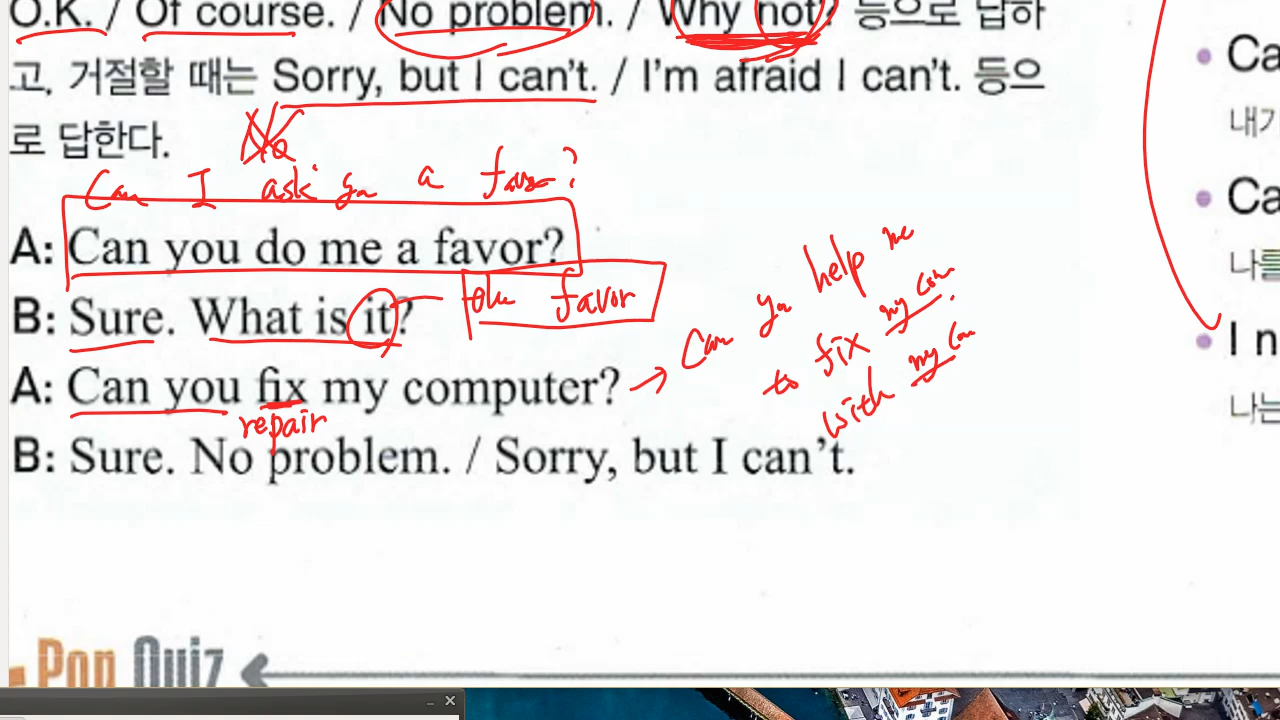 O.K. / Of course. / No problem. / Why not? 등으로 답하
고, 거절할 때는 Sorry, but I can't. / I'm afraid I can't. 등으
로 답한다.
No
Can I ask you a favor?
A: Can you do me a favor?
B: Sure. What is it?
the favor
A: Can you fix my computer?
repair
B: Sure. No problem. / Sorry, but I can't.
Can you help me
to fix my com
with my com
Pop Quiz
Ca
내가
Ca
나를
I n
나는